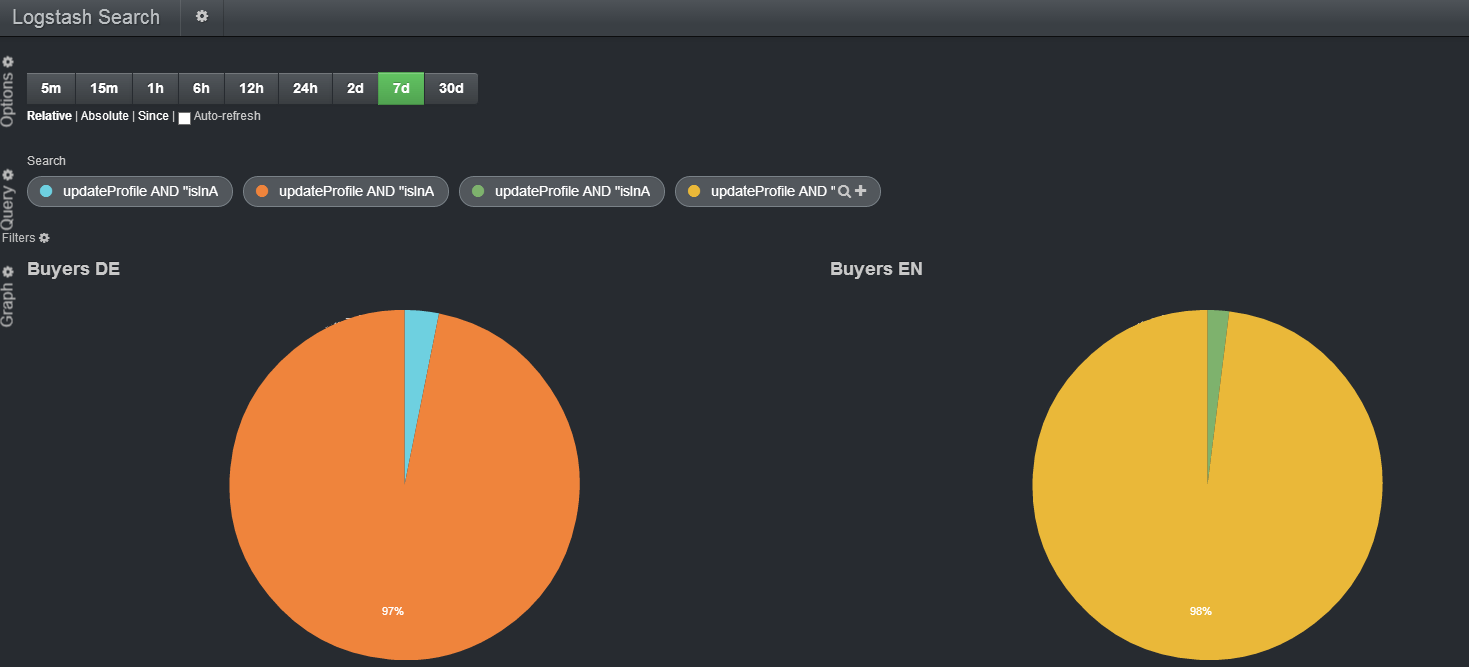 Logstash Search
Options
5m 15m 1h 6h 12h 24h 2d 7d 30d
Relative | Absolute | Since | Auto-refresh
Search
Query
updateProfile AND "isInA updateProfile AND "isInA updateProfile AND "isInA updateProfile AND "
Filters
Graph
Buyers DE Buyers EN
97% 98%